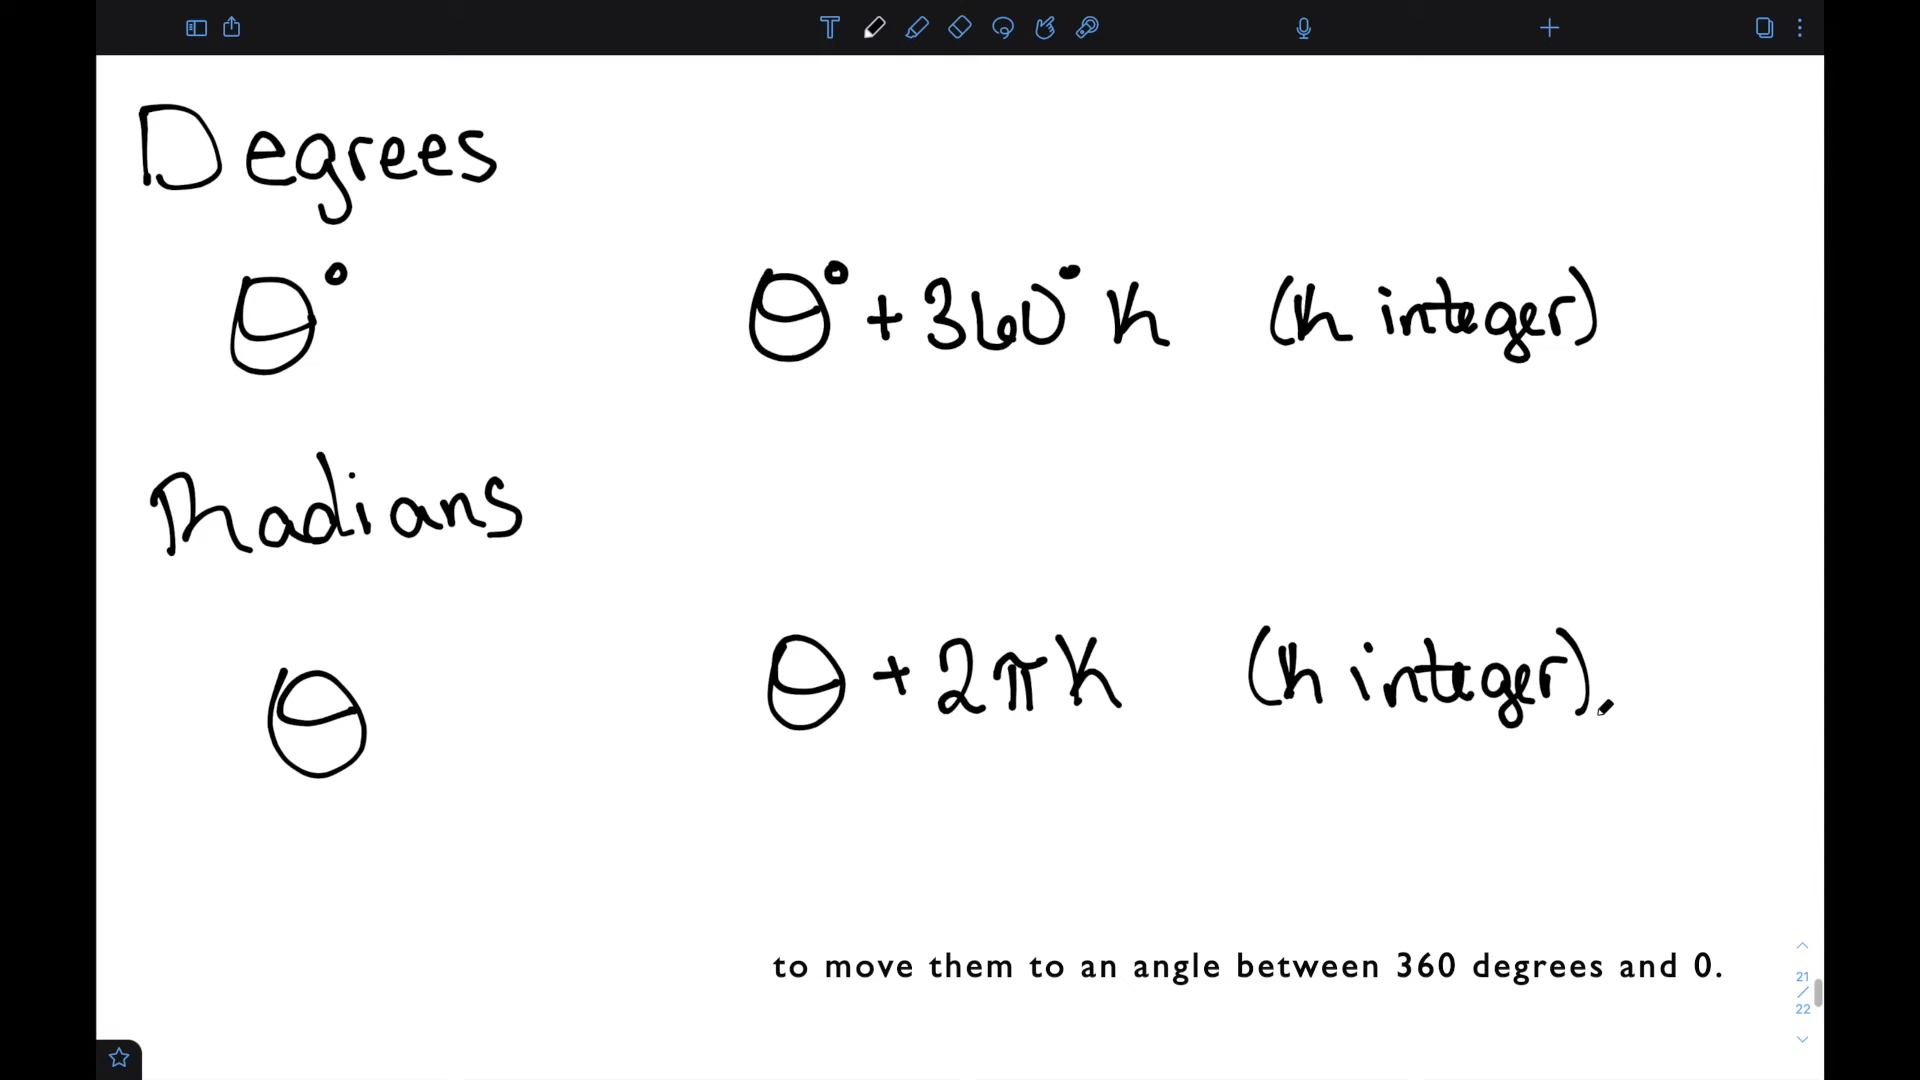 Degrees
θ° θ° + 360° k (k integer)
Radians
θ θ + 2πk (k integer).
to move them to an angle between 360 degrees and 0.
21
/
22